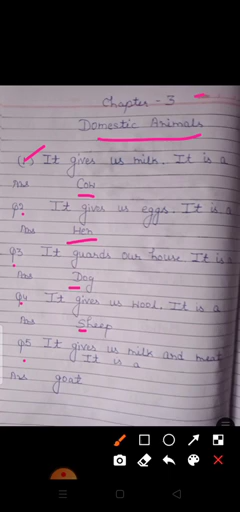 Chapter - 3
Domestic Animals
(1) It gives us milk. It is a
Ans Cow
Q2 It gives us eggs. It is a
Ans Hen
Q3 It guards our house. It is a
Ans Dog
Q4 It gives us wool. It is a
Ans Sheep
Q5 It gives us milk and meat
It is a
Ans goat